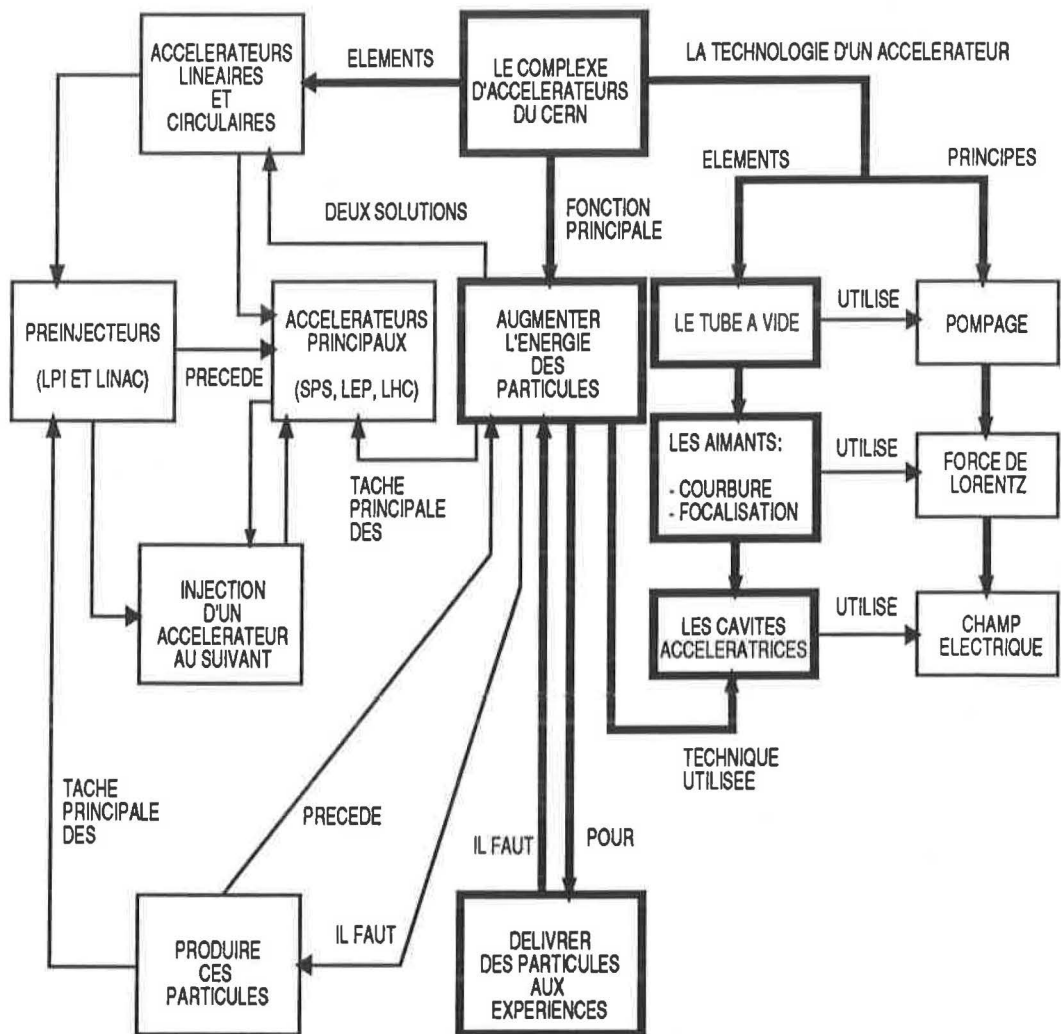 ACCELERATEURS
LINEAIRES
ET
CIRCULAIRES
ELEMENTS
LE COMPLEXE
D'ACCELERATEURS
DU CERN
LA TECHNOLOGIE D'UN ACCELERATEUR
ELEMENTS
PRINCIPES
DEUX SOLUTIONS
FONCTION
PRINCIPALE
PREINJECTEURS
(LPI ET LINAC)
PRECEDE
ACCELERATEURS
PRINCIPAUX
(SPS, LEP, LHC)
AUGMENTER
L'ENERGIE
DES
PARTICULES
LE TUBE A VIDE
UTILISE
POMPAGE
TACHE
PRINCIPALE
DES
LES AIMANTS:
- COURBURE
- FOCALISATION
UTILISE
FORCE DE
LORENTZ
INJECTION
D'UN
ACCELERATEUR
AU SUIVANT
LES CAVITES
ACCELERATRICES
UTILISE
CHAMP
ELECTRIQUE
TECHNIQUE
UTILISEE
TACHE
PRINCIPALE
DES
PRECEDE
IL FAUT
POUR
PRODUIRE
CES
PARTICULES
IL FAUT
DELIVRER
DES PARTICULES
AUX
EXPERIENCES